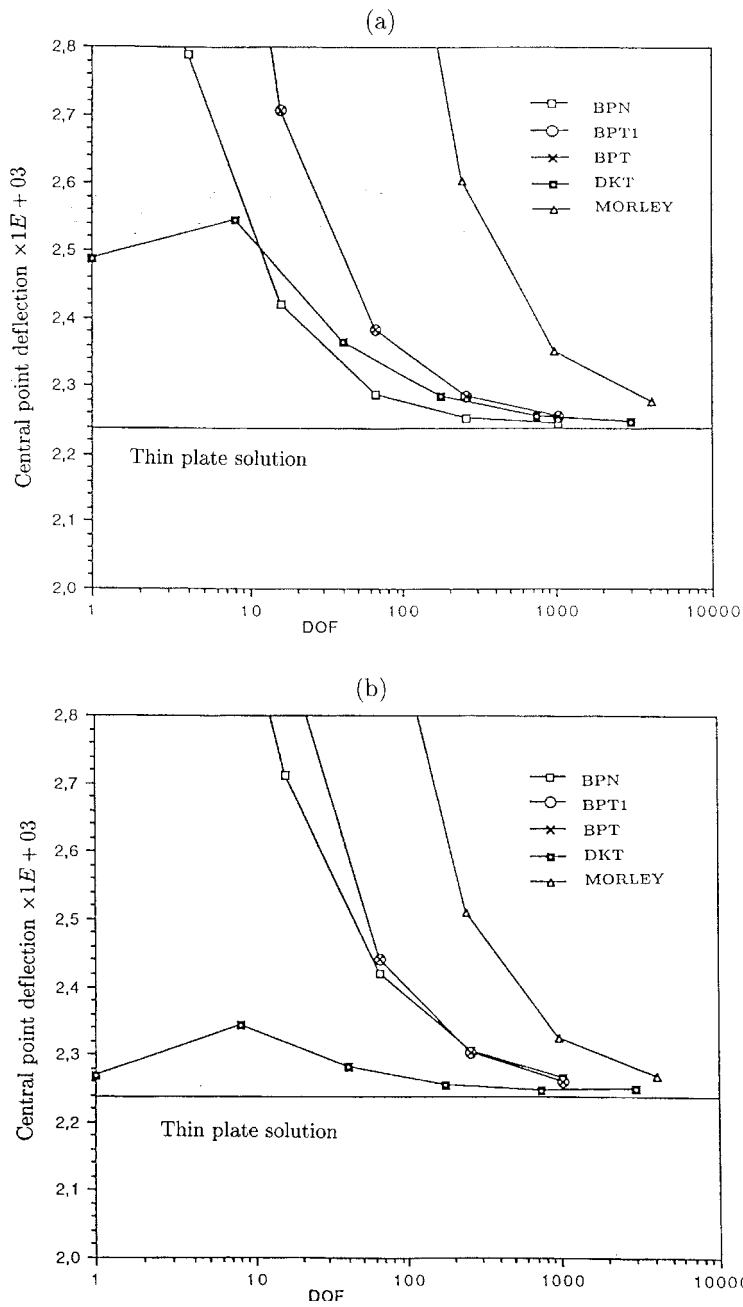 (a)
2,8
2,7
2,6
2,5
2,4
2,3
2,2
2,1
2,0
Central point deflection ×1E + 03
BPN
BPT1
BPT
DKT
MORLEY
Thin plate solution
1
10
100
1000
10000
DOF
(b)
2,8
2,7
2,6
2,5
2,4
2,3
2,2
2,1
2,0
Central point deflection ×1E + 03
BPN
BPT1
BPT
DKT
MORLEY
Thin plate solution
1
10
100
1000
1000
DOF